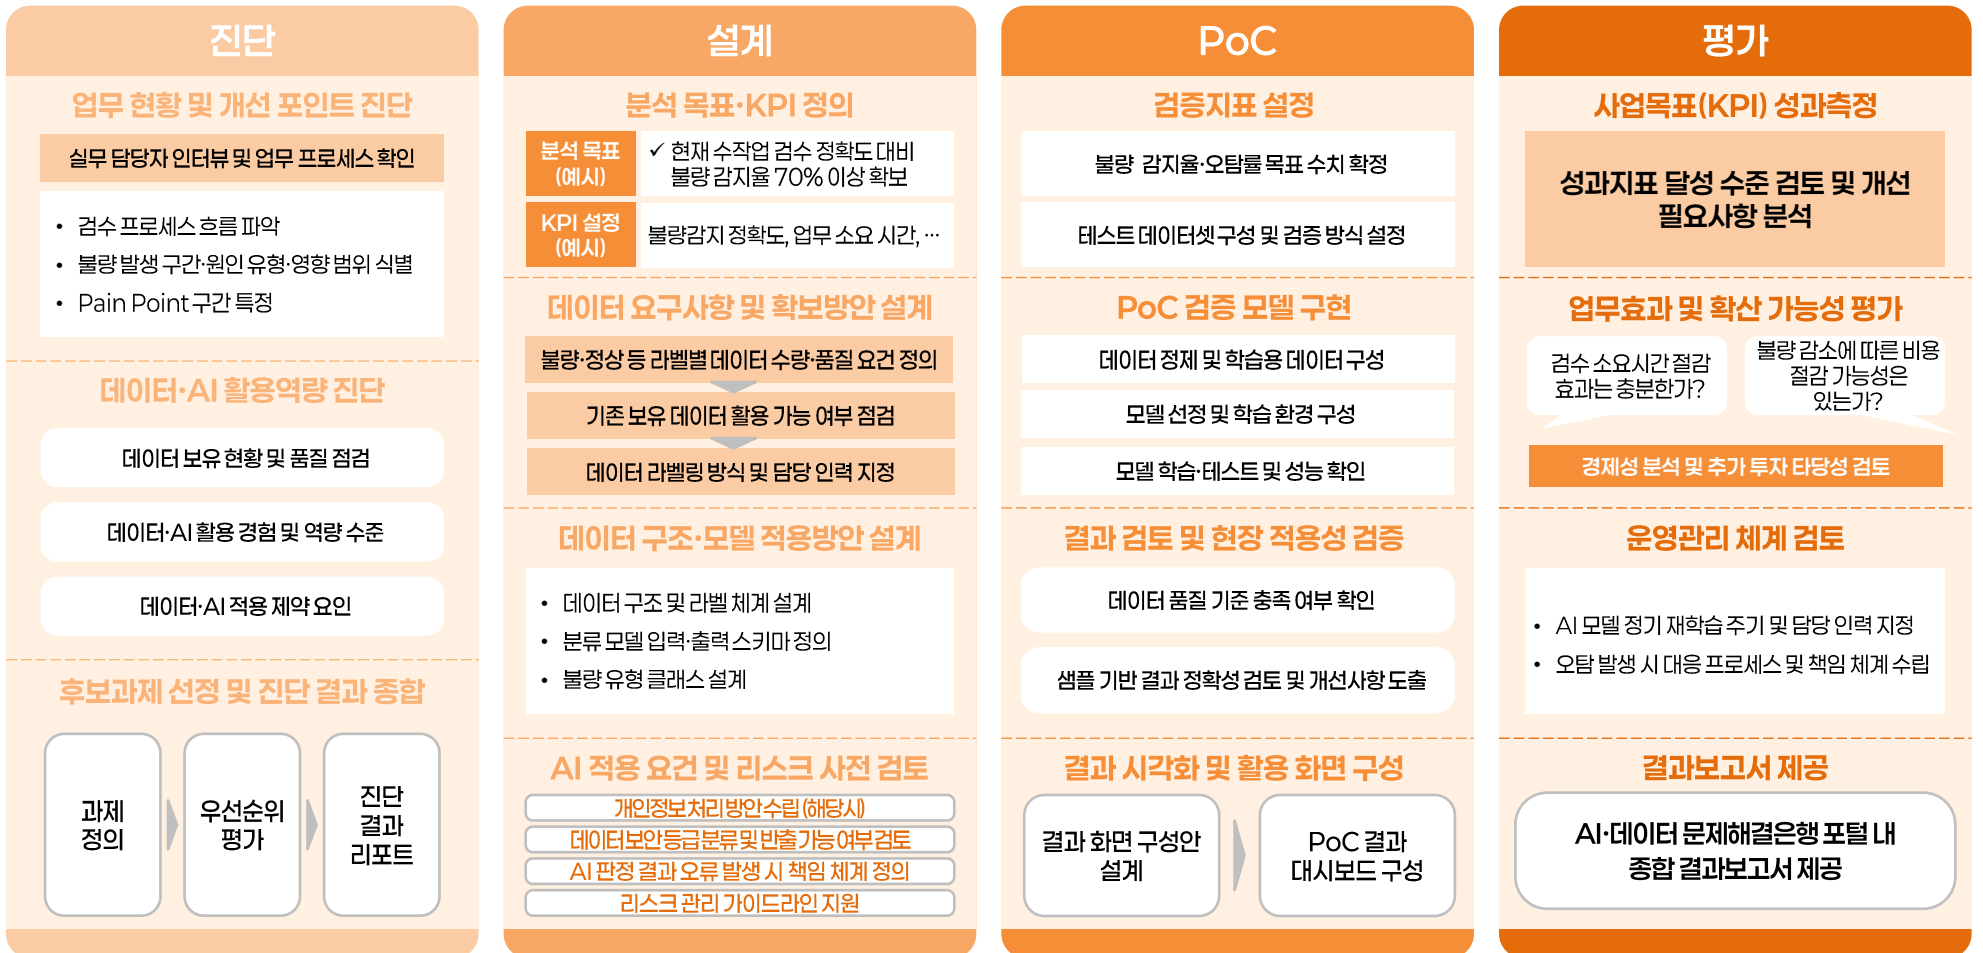 진단
업무 현황 및 개선 포인트 진단
실무 담당자 인터뷰 및 업무 프로세스 확인
• 검수 프로세스 흐름 파악
• 불량 발생 구간·원인 유형·영향 범위 식별
• Pain Point 구간 특정
데이터·AI 활용역량 진단
데이터 보유 현황 및 품질 점검
데이터·AI 활용 경험 및 역량 수준
데이터·AI 적용 제약 요인
후보과제 선정 및 진단 결과 종합
과제
정의
우선순위
평가
진단
결과
리포트
설계
분석 목표·KPI 정의
분석 목표
(예시)
✓ 현재 수작업 검수 정확도 대비
불량 감지율 70% 이상 확보
KPI 설정
(예시)
불량감지 정확도, 업무 소요 시간, …
데이터 요구사항 및 확보방안 설계
불량·정상 등 라벨별 데이터 수량·품질 요건 정의
기존 보유 데이터 활용 가능 여부 점검
데이터 라벨링 방식 및 담당 인력 지정
데이터 구조·모델 적용방안 설계
• 데이터 구조 및 라벨 체계 설계
• 분류 모델 입력·출력 스키마 정의
• 불량 유형 클래스 설계
AI 적용 요건 및 리스크 사전 검토
개인정보 처리 방안 수립 (해당시)
데이터 보안 등급 분류 및 반출 가능 여부 검토
AI 판정 결과 오류 발생 시 책임 체계 정의
리스크 관리 가이드라인 지원
PoC
검증지표 설정
불량 감지율·오탐률 목표 수치 확정
테스트 데이터셋 구성 및 검증 방식 설정
PoC 검증 모델 구현
데이터 정제 및 학습용 데이터 구성
모델 선정 및 학습 환경 구성
모델 학습·테스트 및 성능 확인
결과 검토 및 현장 적용성 검증
데이터 품질 기준 충족 여부 확인
샘플 기반 결과 정확성 검토 및 개선사항 도출
결과 시각화 및 활용 화면 구성
결과 화면 구성안
설계
PoC 결과
대시보드 구성
평가
사업목표(KPI) 성과측정
성과지표 달성 수준 검토 및 개선
필요사항 분석
업무효과 및 확산 가능성 평가
검수 소요시간 절감
효과는 충분한가?
불량 감소에 따른 비용
절감 가능성은
있는가?
경제성 분석 및 추가 투자 타당성 검토
운영관리 체계 검토
• AI 모델 정기 재학습 주기 및 담당 인력 지정
• 오탐 발생 시 대응 프로세스 및 책임 체계 수립
결과보고서 제공
AI·데이터 문제해결은행 포털 내
종합 결과보고서 제공